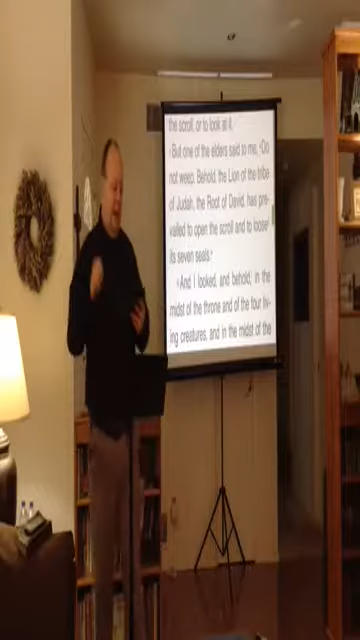 the scroll, or to look at it.
5 But one of the elders said to me, "Do
not weep. Behold, the Lion of the tribe
of Judah, the Root of David, has pre-
vailed to open the scroll and to loose
its seven seals."
6 And I looked, and behold, in the
midst of the throne and of the four liv-
ing creatures, and in the midst of the